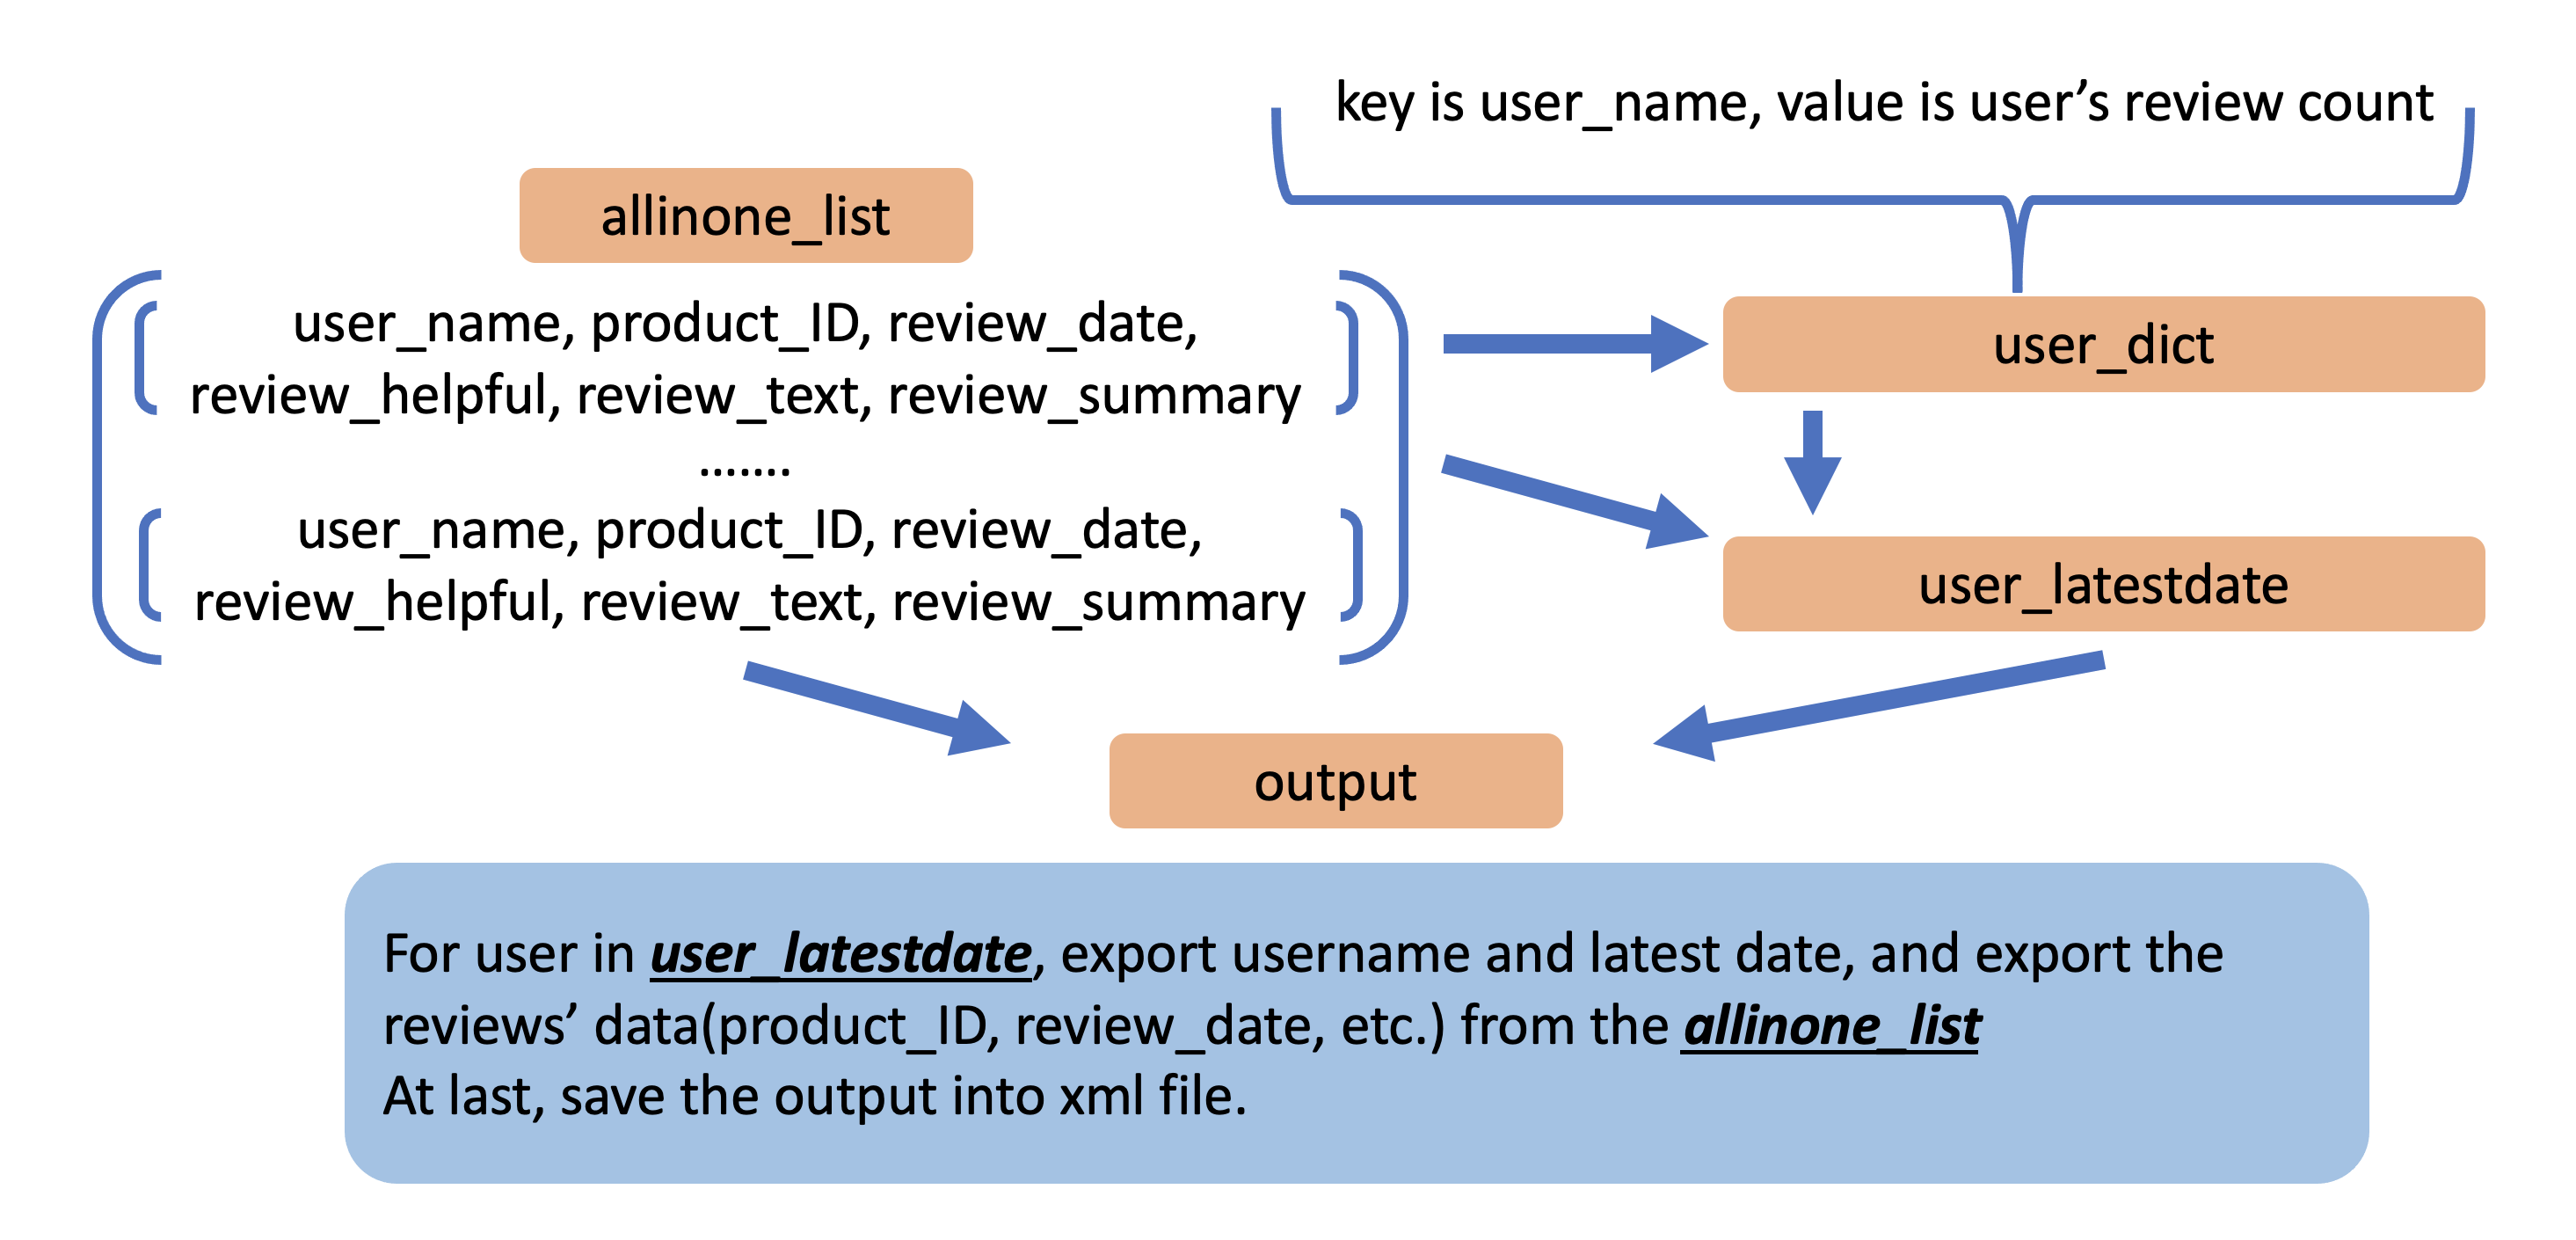 key is user_name, value is user’s review count
allinone_list
user_name, product_ID, review_date,
review_helpful, review_text, review_summary
.......
user_name, product_ID, review_date,
review_helpful, review_text, review_summary
user_dict
user_latestdate
output
For user in user_latestdate, export username and latest date, and export the
reviews’ data(product_ID, review_date, etc.) from the allinone_list
At last, save the output into xml file.